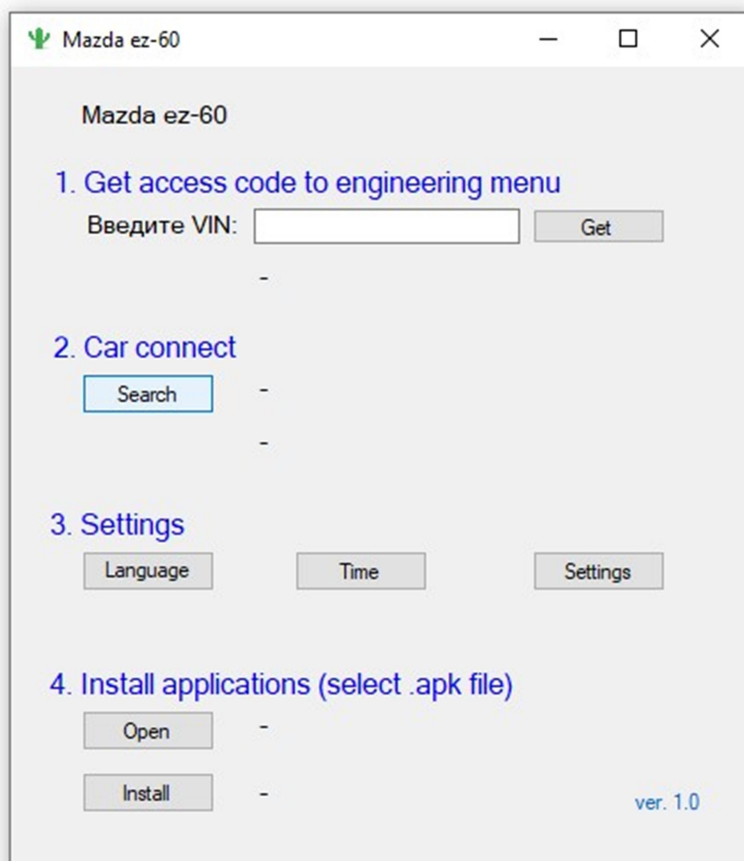 Mazda ez-60
Mazda ez-60
1. Get access code to engineering menu
Введите VIN:
Get
-
2. Car connect
Search
-
-
3. Settings
Language
Time
Settings
4. Install applications (select .apk file)
Open
-
Install
-
ver. 1.0